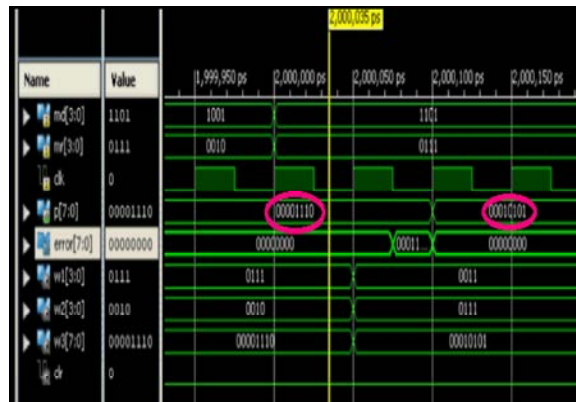 2,000,035 ps
Name Value 1,999,950 ps 2,000,000 ps 2,000,050 ps 2,000,100 ps 2,000,150 ps
md[3:0] 1101 1001 1101
mr[3:0] 0111 0010 0111
clk 0
p[7:0] 00001110 00001110 00010101
error[7:0] 00000000 00000000 00011 00000000
w1[3:0] 0111 0111 0011
w2[3:0] 0010 0010 0111
w3[7:0] 00001110 00001110 00010101
clr 0